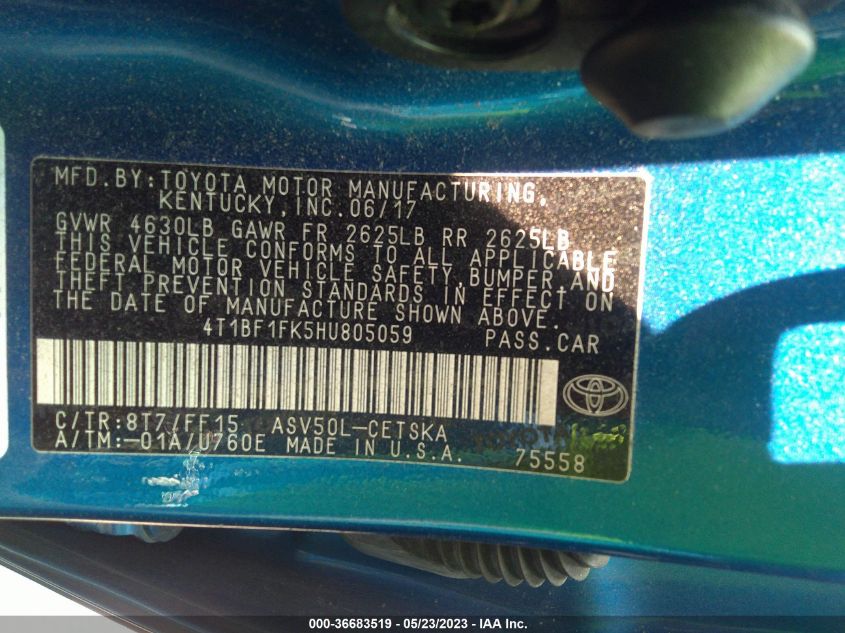 MFD.BY:TOYOTA MOTOR MANUFACTURING,
KENTUCKY,INC.06/17
GVWR 4630LB GAWR FR 2625LB RR 2625LB
THIS VEHICLE CONFORMS TO ALL APPLICABLE
FEDERAL MOTOR VEHICLE SAFETY,BUMPER,AND
THEFT PREVENTION STANDARDS IN EFFECT ON
THE DATE OF MANUFACTURE SHOWN ABOVE.
4T1BF1FK5HU805059 PASS.CAR
C/TR:8T7/FF15 ASV50L-CETSKA
TOYOTA
A/TM:-01A/U760E MADE IN U.S.A. 75558
000-36683519 - 05/23/2023 - IAA Inc.